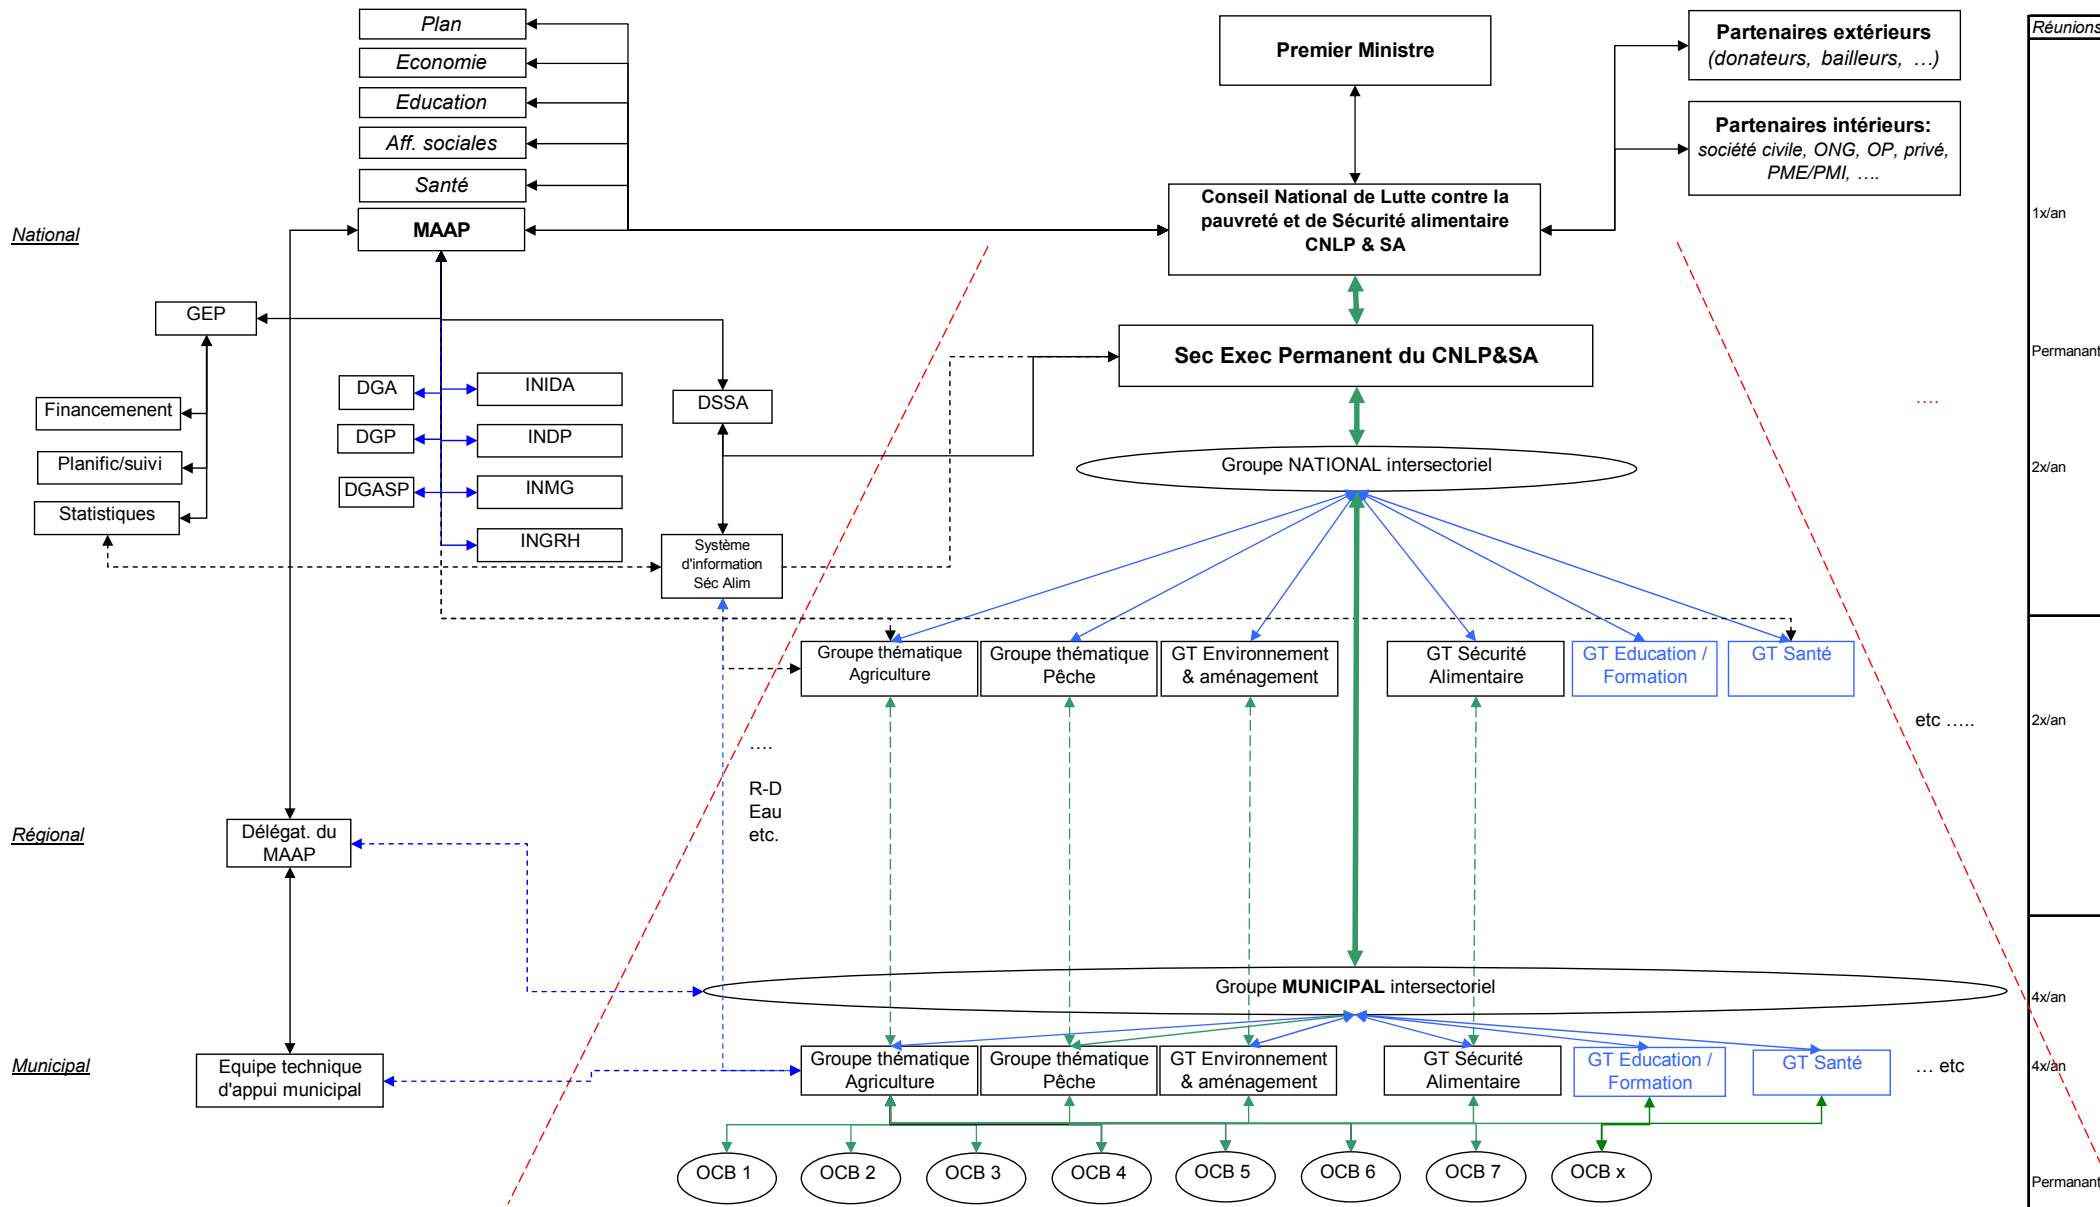 Plan
Economie
Education
Aff. sociales
Santé
MAAP
Premier Ministre
Partenaires extérieurs
(donateurs, bailleurs, …)
Partenaires intérieurs:
société civile, ONG, OP, privé,
PME/PMI, ….
Réunions
Conseil National de Lutte contre la
pauvreté et de Sécurité alimentaire
CNLP & SA
National
1x/an
GEP
Sec Exec Permanent du CNLP&SA
Permanant
DGA
INIDA
DSSA
Financemenent
….
DGP
INDP
Planific/suivi
Groupe NATIONAL intersectoriel
2x/an
DGASP
INMG
Statistiques
INGRH
Système
d'information
Séc Alim
Groupe thématique
Agriculture
Groupe thématique
Pêche
GT Environnement
& aménagement
GT Sécurité
Alimentaire
GT Education /
Formation
GT Santé
etc …..
2x/an
….
R-D
Eau
etc.
Régional
Délégat. du
MAAP
Groupe MUNICIPAL intersectoriel
4x/an
Municipal
Equipe technique
d'appui municipal
Groupe thématique
Agriculture
Groupe thématique
Pêche
GT Environnement
& aménagement
GT Sécurité
Alimentaire
GT Education /
Formation
GT Santé
… etc
4x/an
OCB 1
OCB 2
OCB 3
OCB 4
OCB 5
OCB 6
OCB 7
OCB x
Permanant